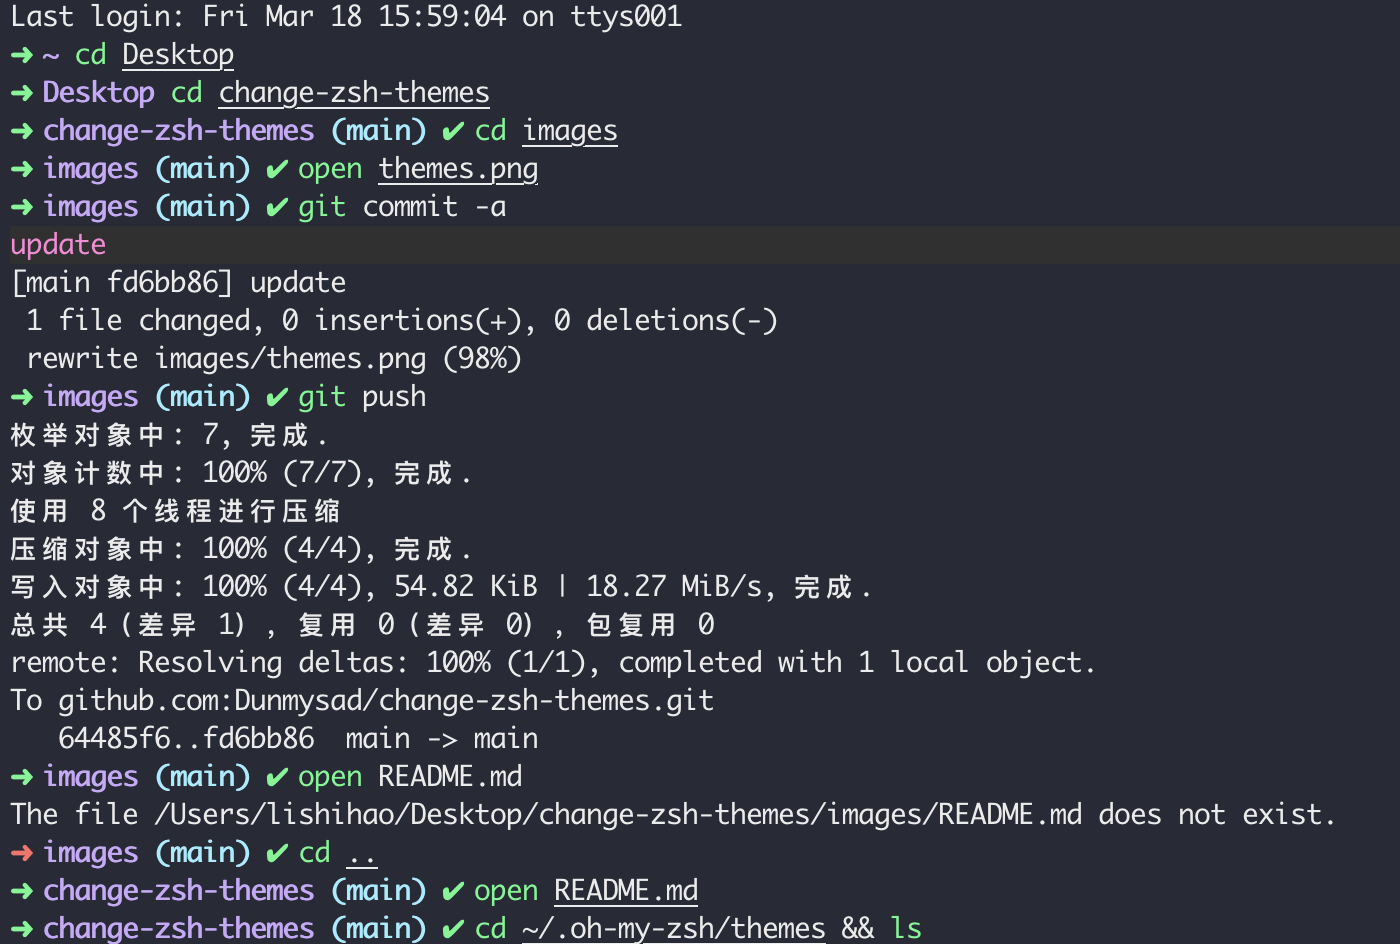 Last login: Fri Mar 18 15:59:04 on ttys001
➜ ~ cd Desktop
➜ Desktop cd change-zsh-themes
➜ change-zsh-themes (main) ✔ cd images
➜ images (main) ✔ open themes.png
➜ images (main) ✔ git commit -a
update
[main fd6bb86] update
 1 file changed, 0 insertions(+), 0 deletions(-)
 rewrite images/themes.png (98%)
➜ images (main) ✔ git push
枚举对象中: 7, 完成.
对象计数中: 100% (7/7), 完成.
使用 8 个线程进行压缩
压缩对象中: 100% (4/4), 完成.
写入对象中: 100% (4/4), 54.82 KiB | 18.27 MiB/s, 完成.
总共 4（差异 1），复用 0（差异 0），包复用 0
remote: Resolving deltas: 100% (1/1), completed with 1 local object.
To github.com:Dunmysad/change-zsh-themes.git
   64485f6..fd6bb86  main -> main
➜ images (main) ✔ open README.md
The file /Users/lishihao/Desktop/change-zsh-themes/images/README.md does not exist.
➜ images (main) ✔ cd ..
➜ change-zsh-themes (main) ✔ open README.md
➜ change-zsh-themes (main) ✔ cd ~/.oh-my-zsh/themes && ls